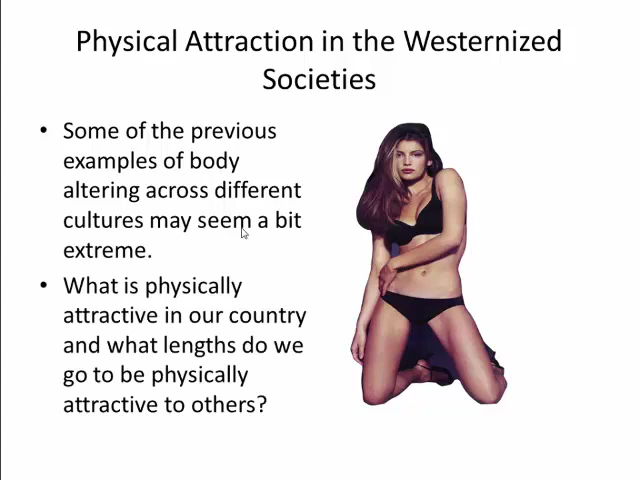 Physical Attraction in the Westernized
Societies
• Some of the previous
examples of body
altering across different
cultures may seem a bit
extreme.
• What is physically
attractive in our country
and what lengths do we
go to be physically
attractive to others?